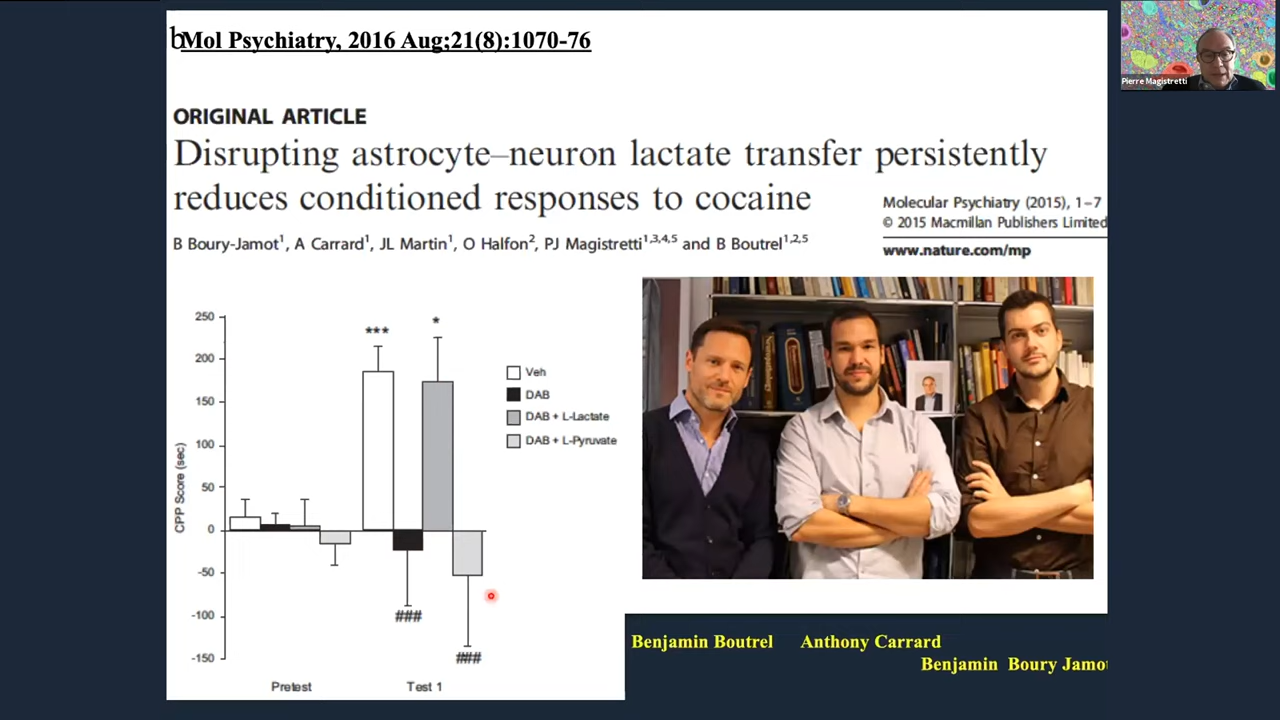 b
Mol Psychiatry, 2016 Aug;21(8):1070-76
Pierre Magistretti
ORIGINAL ARTICLE
Disrupting astrocyte–neuron lactate transfer persistently
reduces conditioned responses to cocaine
Molecular Psychiatry (2015), 1–7
© 2015 Macmillan Publishers Limited
www.nature.com/mp
B Boury-Jamot1, A Carrard1, JL Martin1, O Halfon2, PJ Magistretti1,3,4,5 and B Boutrel1,2,5
CPP Score (sec)
250
200
150
100
50
0
-50
-100
-150
***
*
###
###
Veh
DAB
DAB + L-Lactate
DAB + L-Pyruvate
Pretest
Test 1
Benjamin Boutrel
Anthony Carrard
Benjamin Boury Jamot